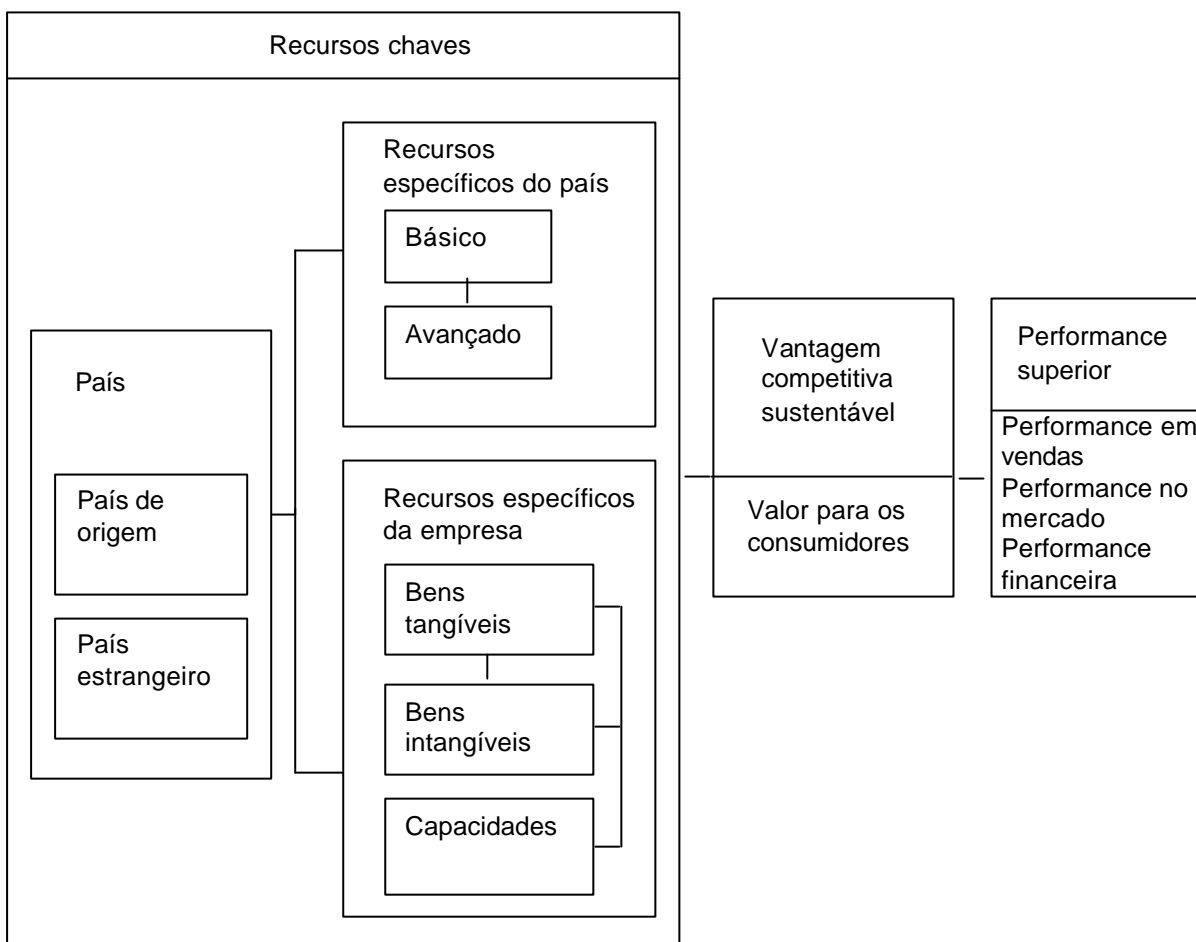 Recursos chaves
Recursos
específicos do país
Básico
Avançado
País
País de
origem
País
estrangeiro
Recursos específicos
da empresa
Bens
tangíveis
Bens
intangíveis
Capacidades
Vantagem
competitiva
sustentável
Valor para os
consumidores
Performance
superior
Performance em
vendas
Performance no
mercado
Performance
financeira